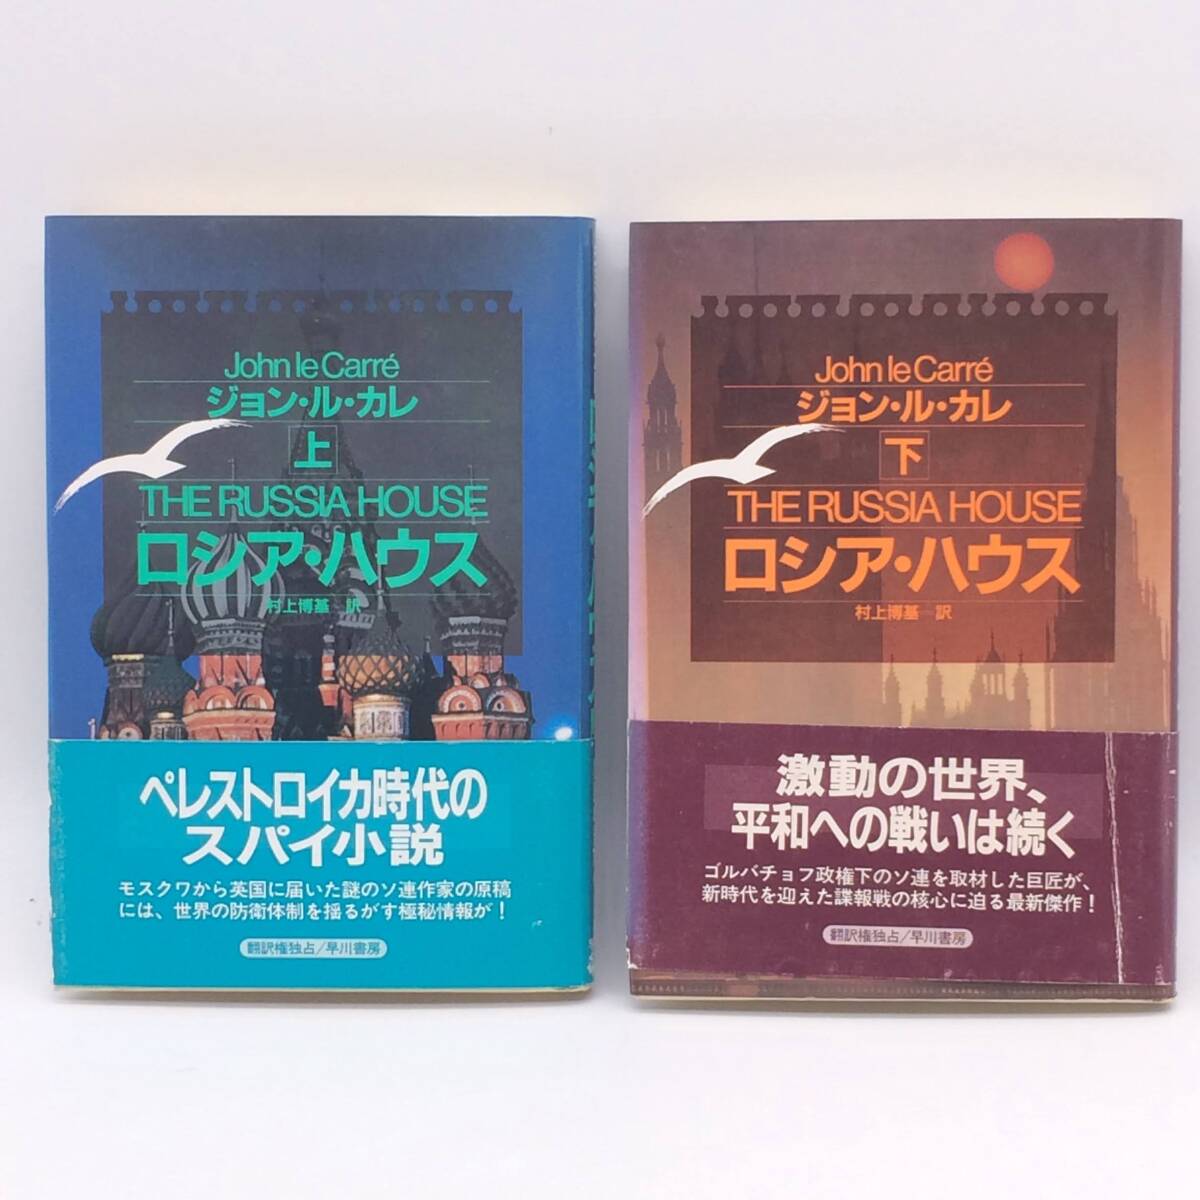 John le Carré
ジョン・ル・カレ
上
THE RUSSIA HOUSE
ロシア・ハウス
村上博基 訳
ペレストロイカ時代の
スパイ小説
モスクワから英国に届いた謎のソ連作家の原稿
には、世界の防衛体制を揺るがす極秘情報が!
翻訳権独占/早川書房
John le Carré
ジョン・ル・カレ
下
THE RUSSIA HOUSE
ロシア・ハウス
村上博基 訳
激動の世界、
平和への戦いは続く
ゴルバチョフ政権下のソ連を取材した巨匠が、
新時代を迎えた諜報戦の核心に迫る最新傑作!
翻訳権独占/早川書房